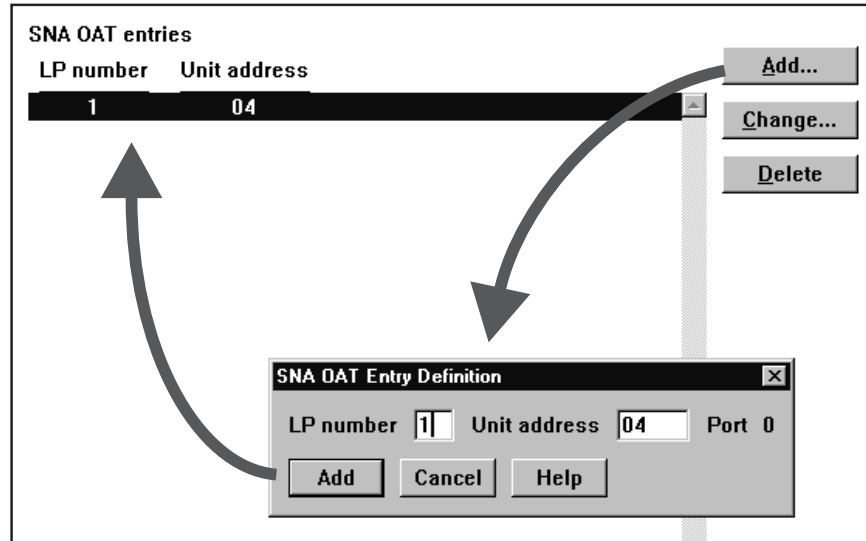 SNA OAT entries
LP number Unit address
1 04
Add...
Change...
Delete
SNA OAT Entry Definition
LP number 1 Unit address 04 Port 0
Add Cancel Help